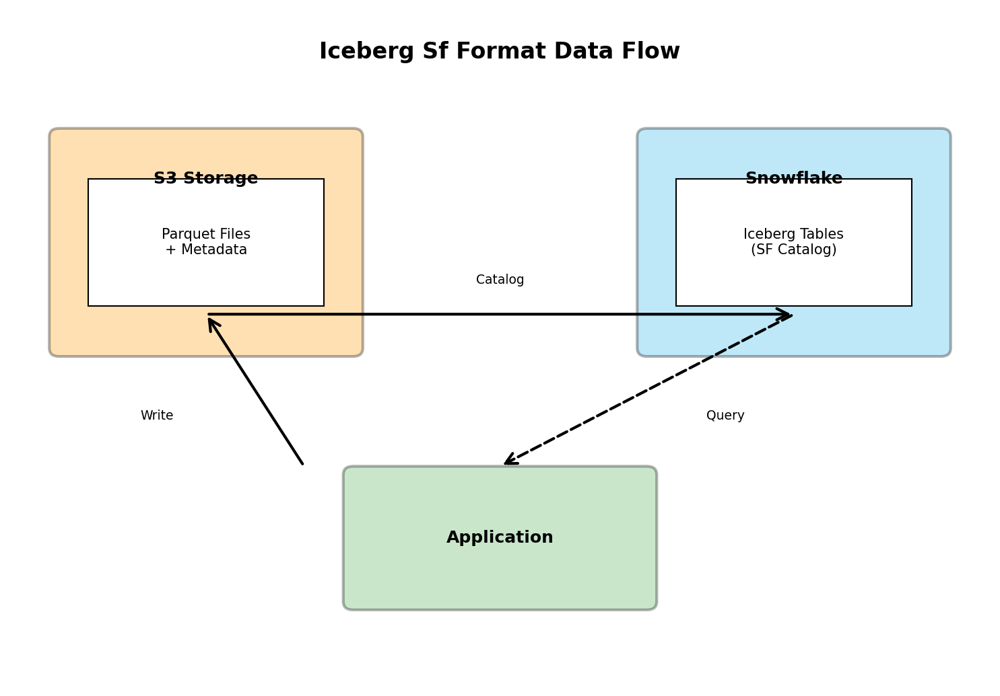 Iceberg Sf Format Data Flow
S3 Storage
Parquet Files
+ Metadata
Snowflake
Iceberg Tables
(SF Catalog)
Catalog
Write
Query
Application